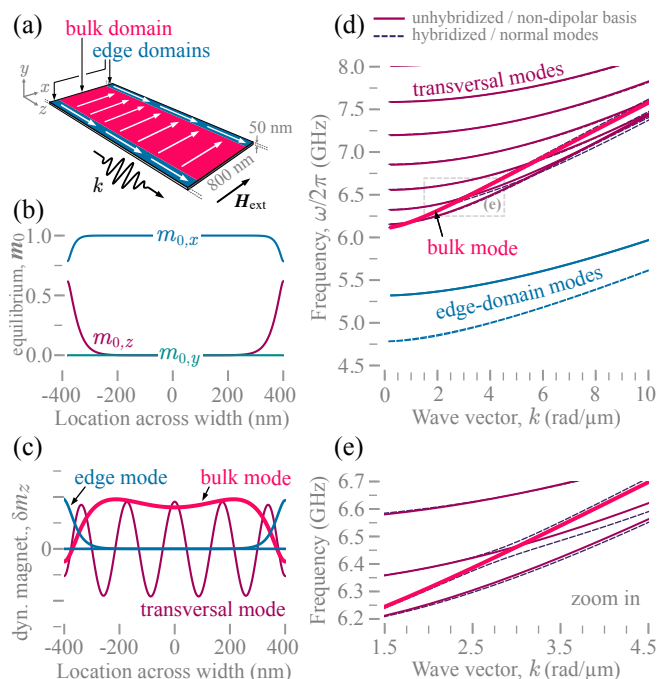 (a)
bulk domain
edge domains
y
x
z
50 nm
800 nm
k
H_ext
(b)
equilibrium, m₀
1.0
0.5
0.0
m₀,ₓ
m₀,z
m₀,y
-400 -200 0 200 400
Location across width (nm)
(c)
edge mode
bulk mode
dyn. magnet., δm_z
0
transversal mode
-400 -200 0 200 400
Location across width (nm)
unhybridized / non-dipolar basis
hybridized / normal modes
(d)
Frequency, ω/2π (GHz)
8.0
7.5
7.0
6.5
6.0
5.5
5.0
4.5
transversal modes
(e)
bulk mode
edge-domain modes
0 2 4 6 8 10
Wave vector, k (rad/µm)
(e)
Frequency (GHz)
6.7
6.6
6.5
6.4
6.3
6.2
zoom in
1.5 2.5 3.5 4.5
Wave vector, k (rad/µm)